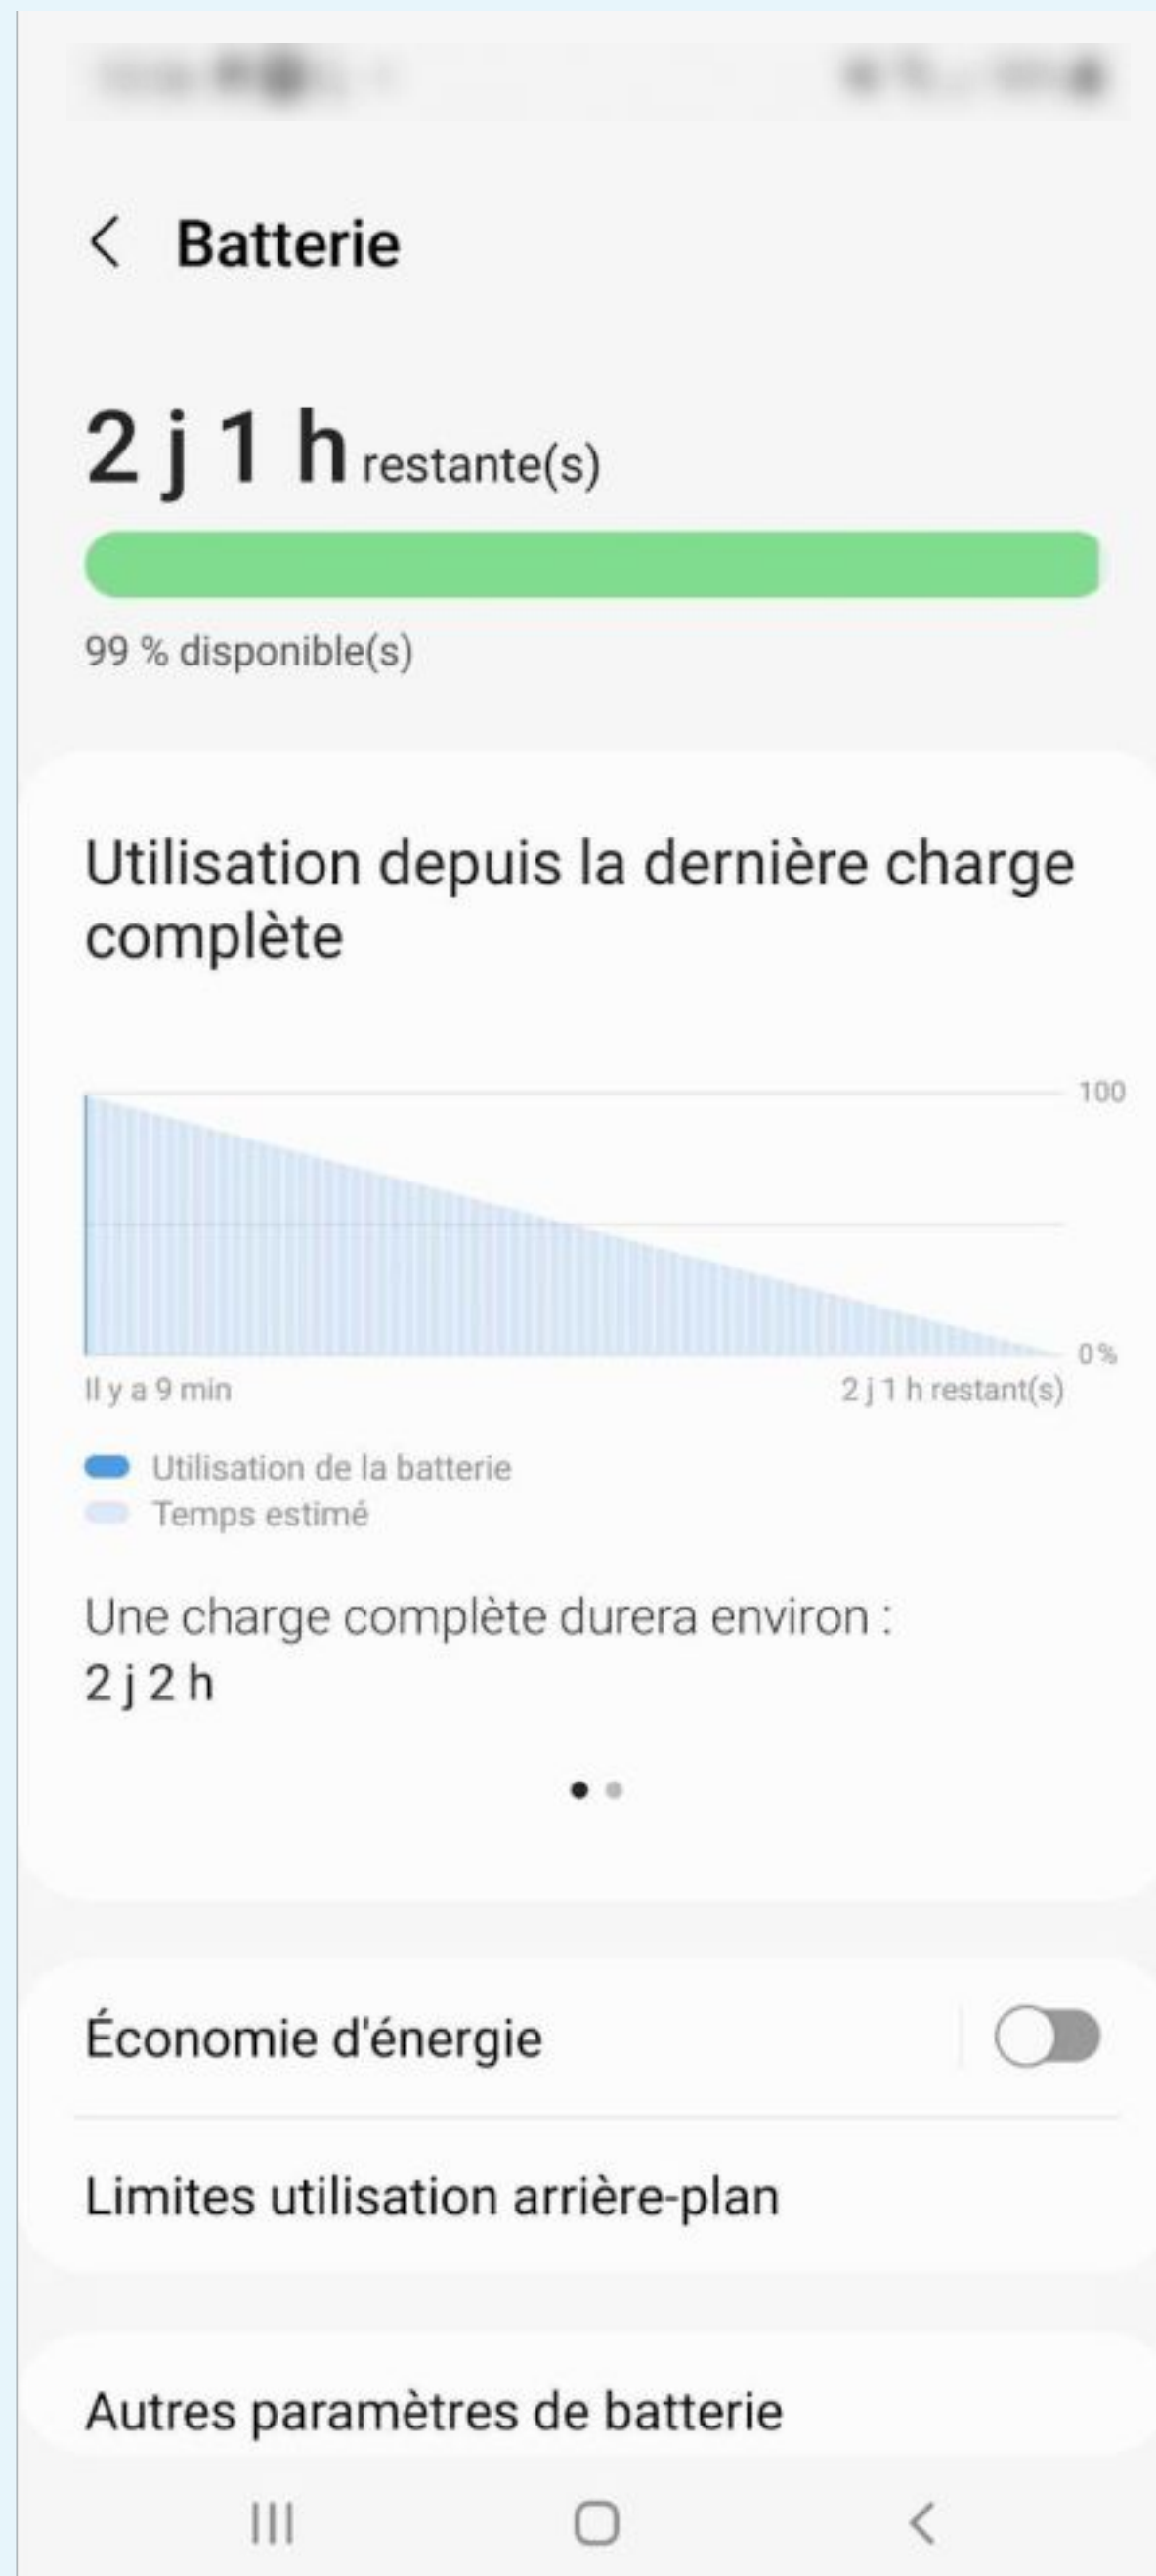 Batterie
2 j 1 h restante(s)
99 % disponible(s)
Utilisation depuis la dernière charge
complète
100
0 %
Il y a 9 min
2 j 1 h restant(s)
Utilisation de la batterie
Temps estimé
Une charge complète durera environ :
2 j 2 h
Économie d'énergie
Limites utilisation arrière-plan
Autres paramètres de batterie